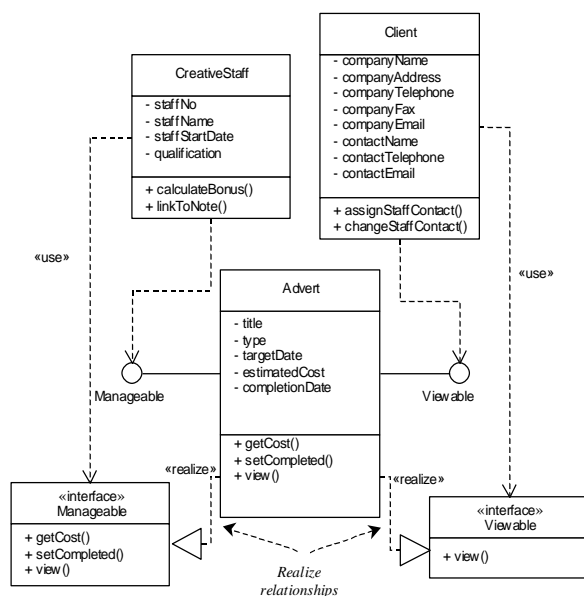 Client
- companyName
- companyAddress
- companyTelephone
- companyFax
- companyEmail
- contactName
- contactTelephone
- contactEmail
+ assignStaffContact()
+ changeStaffContact()
CreativeStaff
- staffNo
- staffName
- staffStartDate
- qualification
+ calculateBonus()
+ linkToNote()
«use»
«use»
Advert
- title
- type
- targetDate
- estimatedCost
- completionDate
+ getCost()
+ setCompleted()
+ view()
Manageable
Viewable
«realize»
«realize»
«interface»
Manageable
+ getCost()
+ setCompleted()
+ view()
«interface»
Viewable
+ view()
Realize
relationships